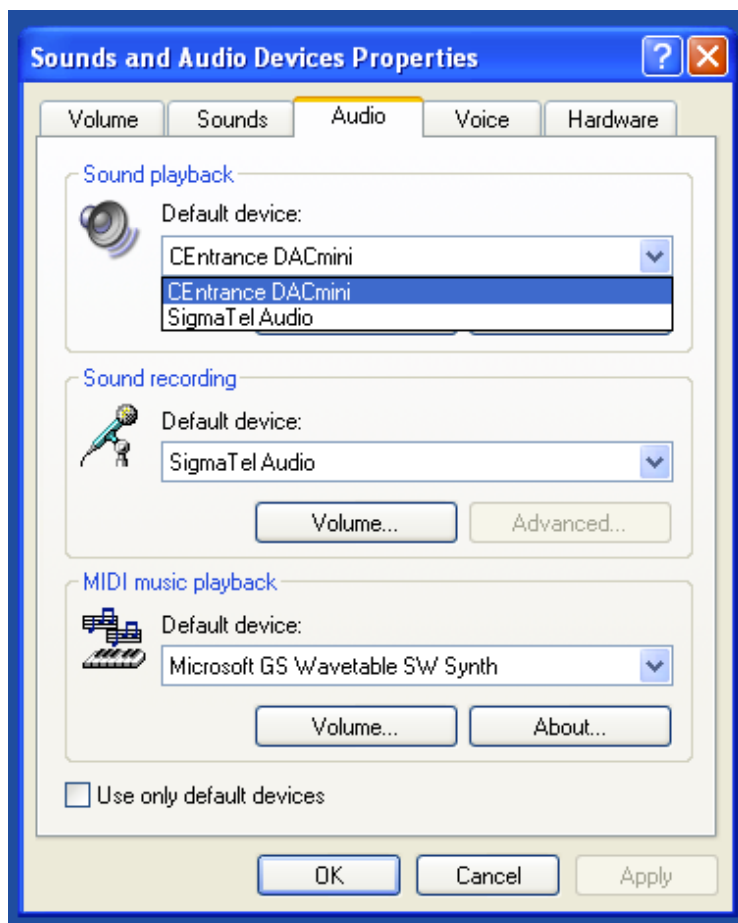 Sounds and Audio Devices Properties
?
Volume Sounds Audio Voice Hardware
Sound playback
Default device:
CEntrance DACmini
CEntrance DACmini
SigmaTel Audio
Sound recording
Default device:
SigmaTel Audio
Volume... Advanced...
MIDI music playback
Default device:
Microsoft GS Wavetable SW Synth
Volume... About...
Use only default devices
OK Cancel Apply